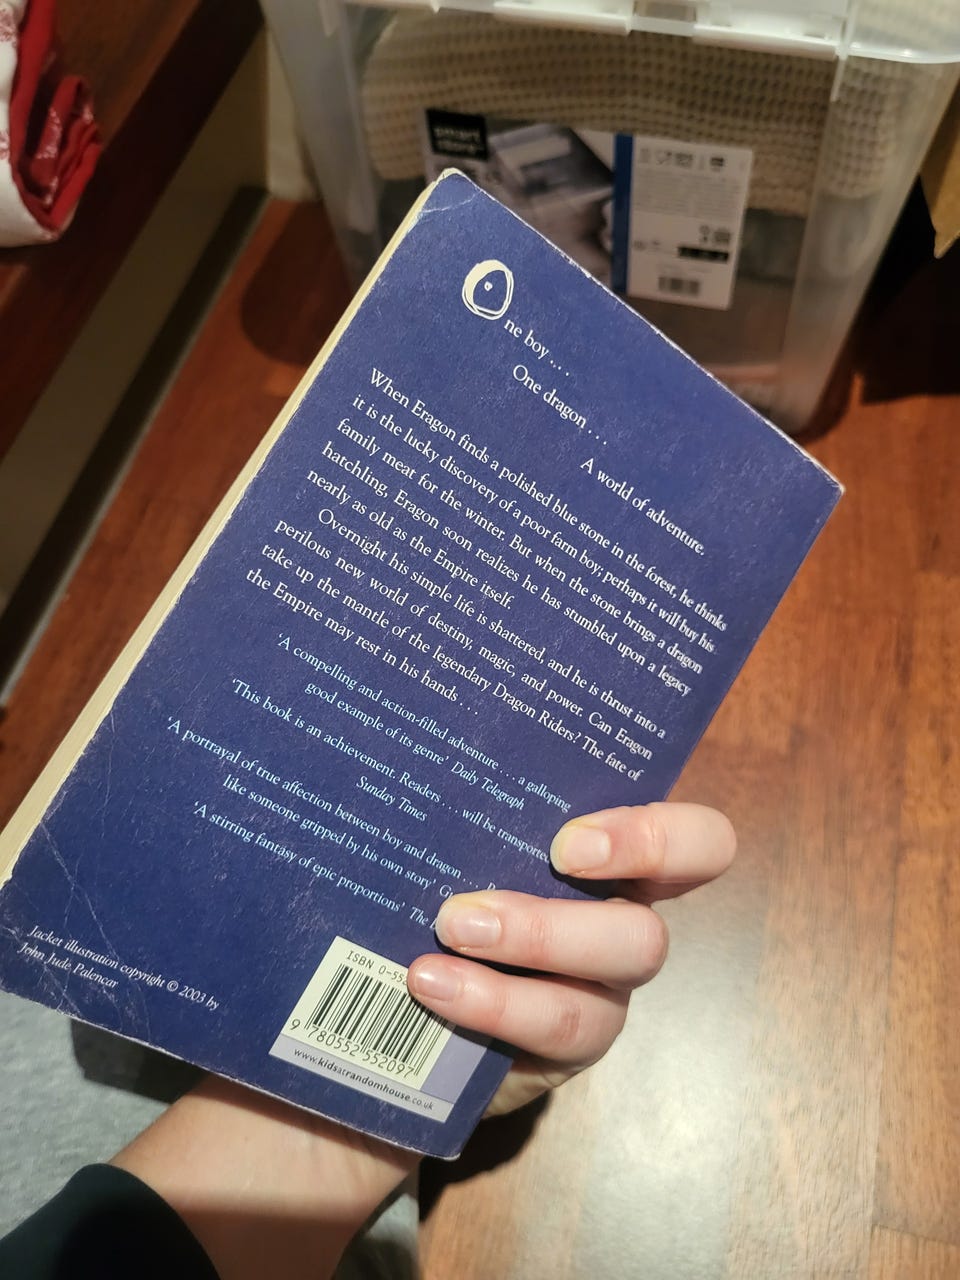 smart
store
One boy . . .
One dragon . . .
A world of adventure.
When Eragon finds a polished blue stone in the forest, he thinks
it is the lucky discovery of a poor farm boy; perhaps it will buy his
family meat for the winter. But when the stone brings a dragon
hatchling, Eragon soon realizes he has stumbled upon a legacy
nearly as old as the Empire itself.
Overnight his simple life is shattered, and he is thrust into a
perilous new world of destiny, magic, and power. Can Eragon
take up the mantle of the legendary Dragon Riders? The fate of
the Empire may rest in his hands . . .
'A compelling and action-filled adventure . . . a galloping
good example of its genre' Daily Telegraph
'This book is an achievement. Readers . . . will be transported
Sunday Times
'A portrayal of true affection between boy and dragon . . .
like someone gripped by his own story'
'A stirring fantasy of epic proportions' The
Jacket illustration copyright © 2003 by
John Jude Palencar
ISBN 0-55
9 780552 552097
www.kidsatrandomhouse.co.uk